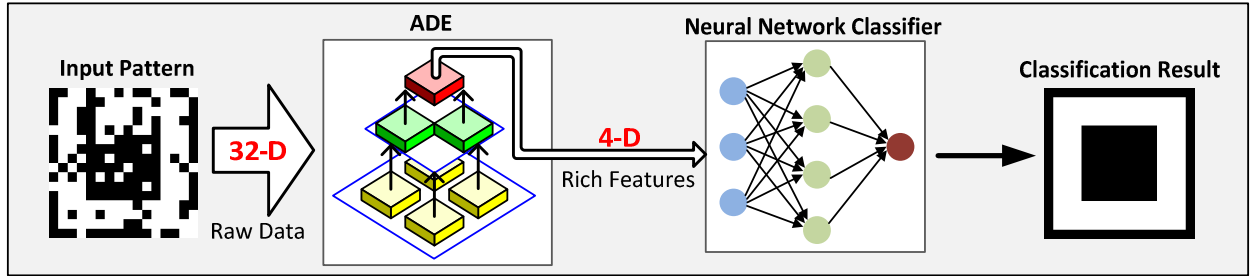 Input Pattern
32-D
Raw Data
ADE
4-D
Rich Features
Neural Network Classifier
Classification Result